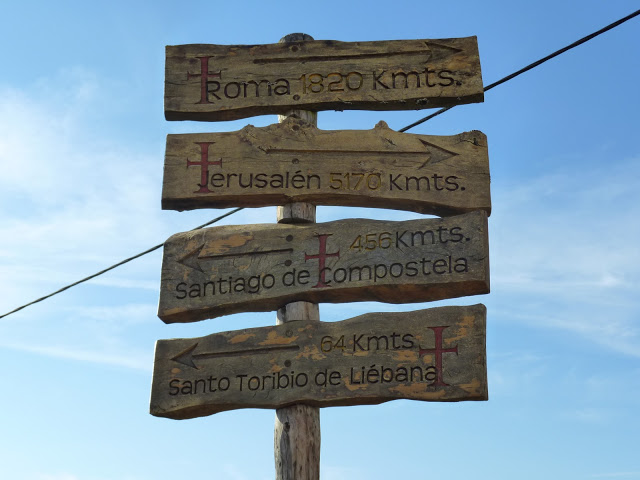 Roma 1820 Kmts.
Jerusalén 5170 Kmts.
456 Kmts.
Santiago de Compostela
64 Kmts.
Santo Toribio de Liébana